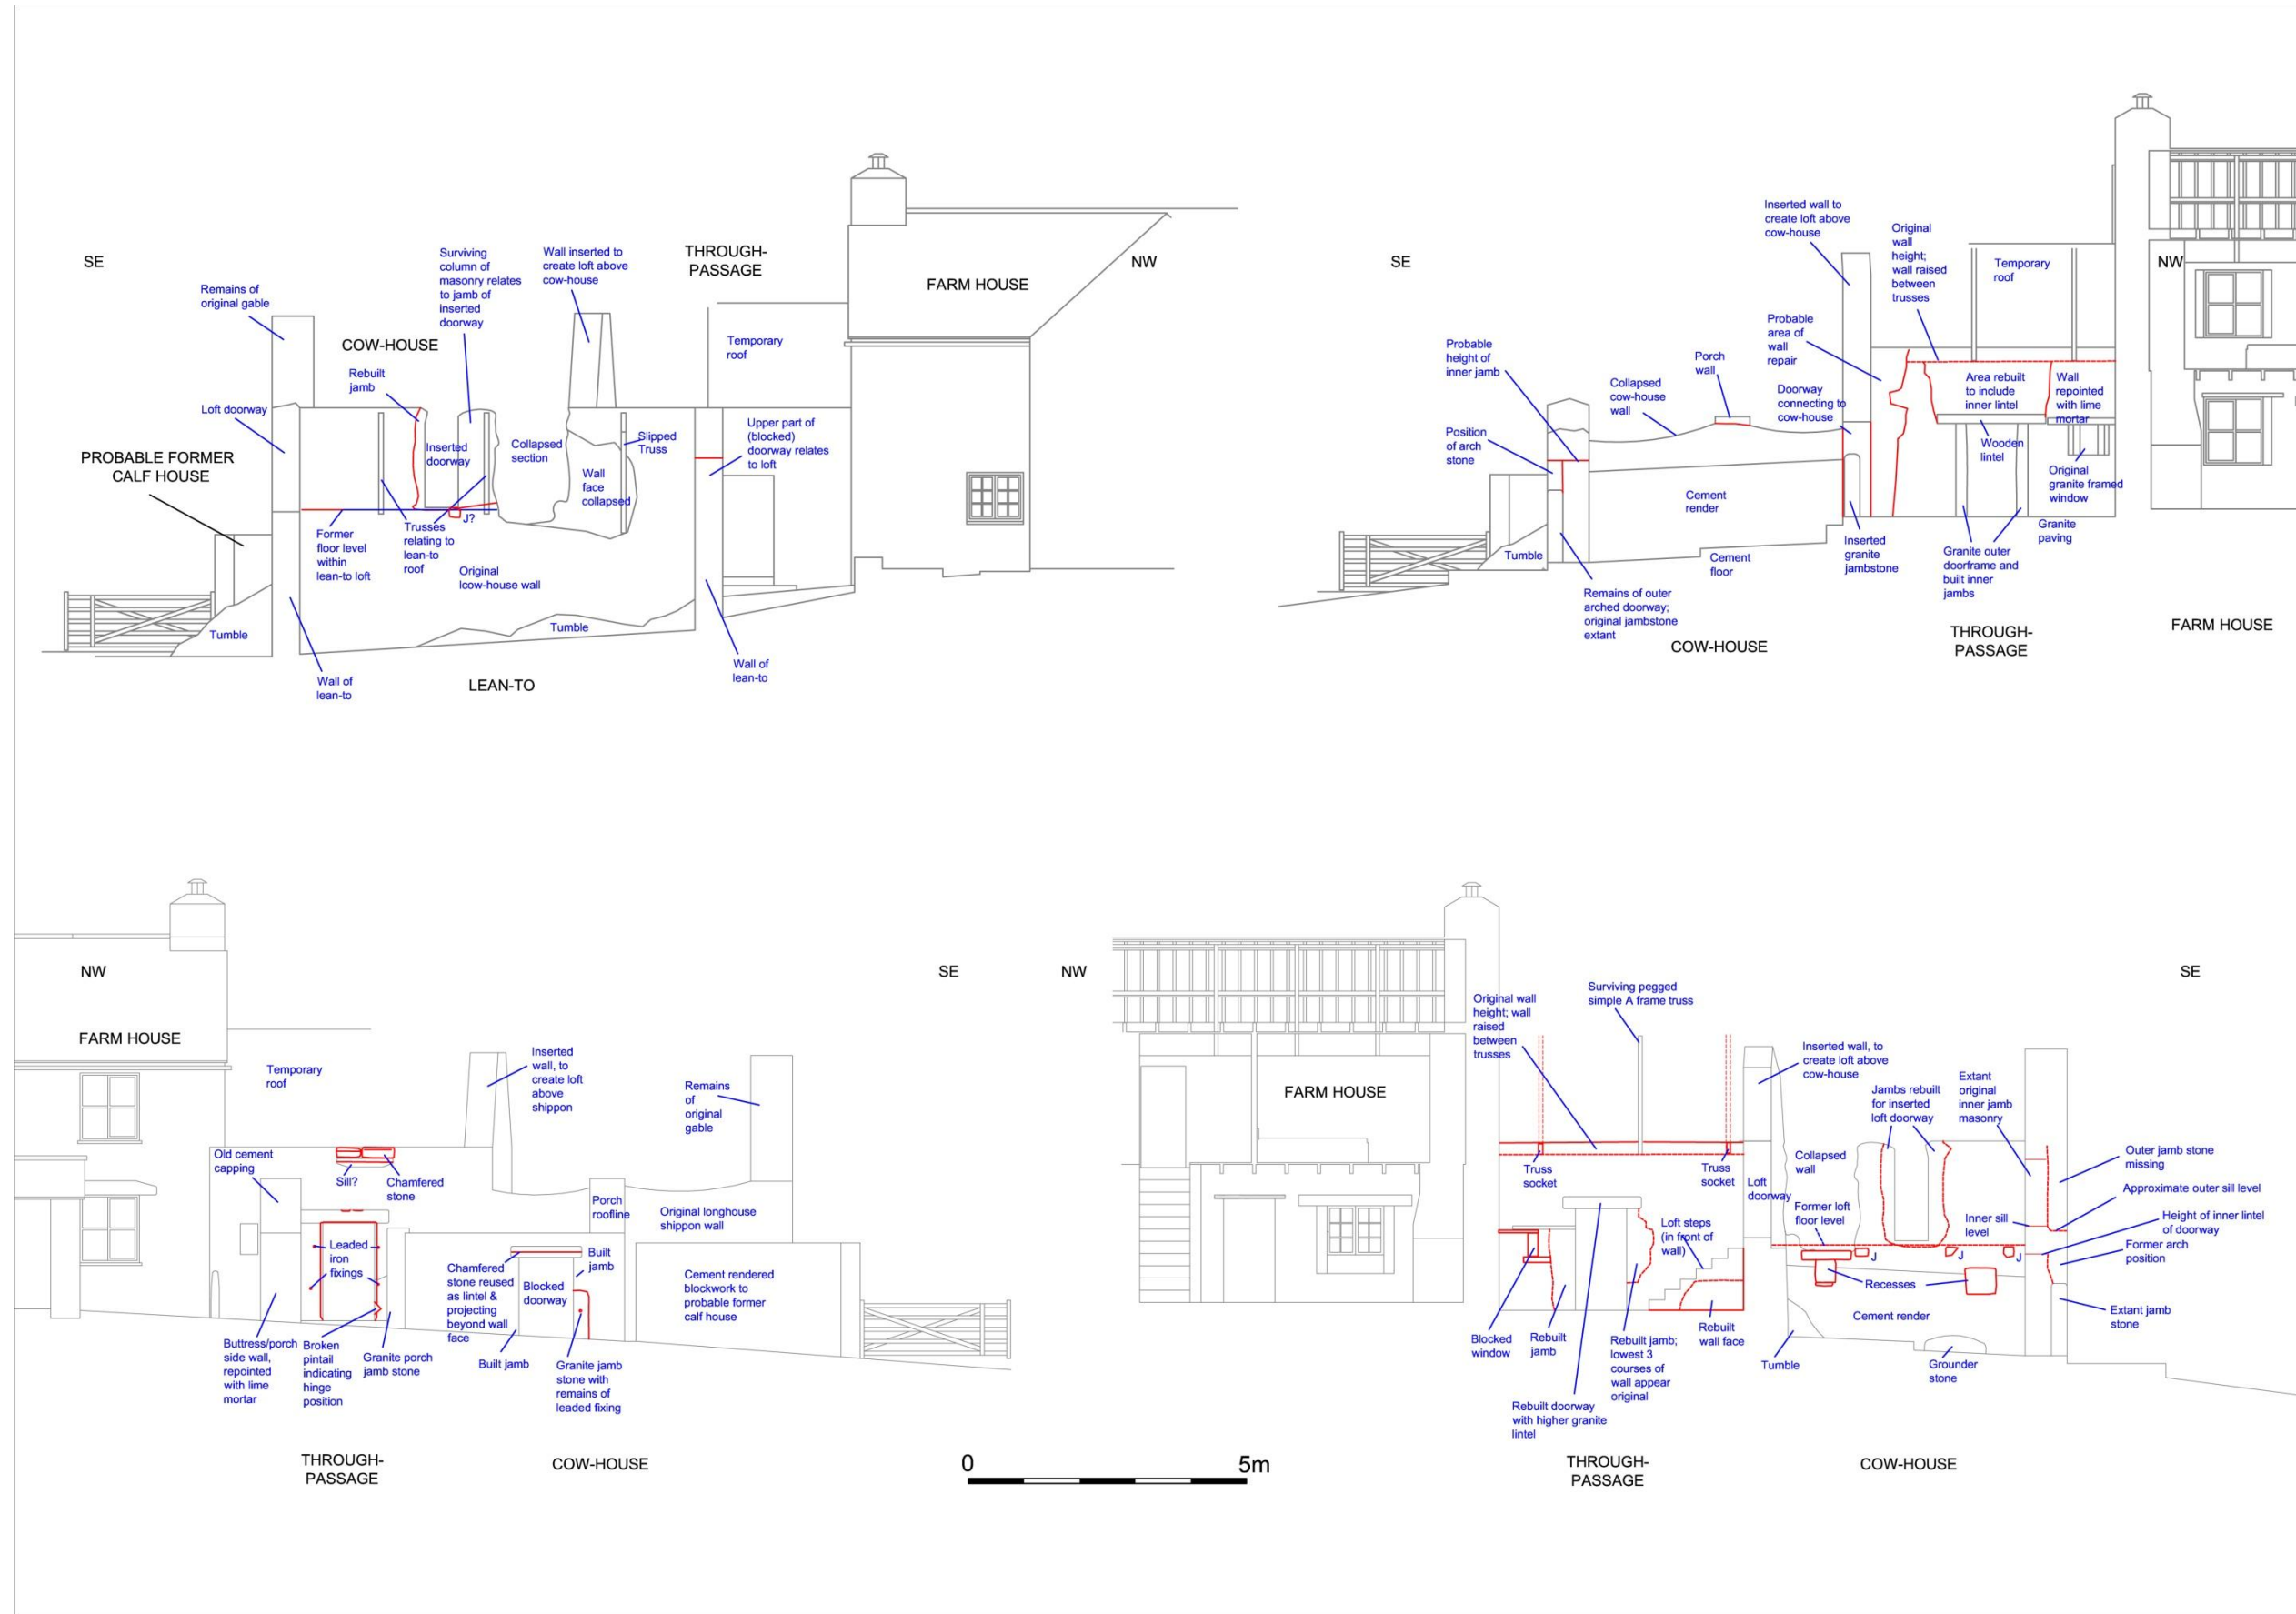 SE
Remains of
original gable
COW-HOUSE
Surviving
column of
masonry relates
to jamb of
inserted
doorway
Wall inserted to
create loft above
cow-house
THROUGH-
PASSAGE
FARM HOUSE
NW
Temporary
roof
Rebuilt
jamb
Loft doorway
PROBABLE FORMER
CALF HOUSE
Inserted
doorway
Collapsed
section
Slipped
Truss
Wall
face
collapsed
Upper part of
(blocked)
doorway relates
to loft
J?
Former
floor level
within
lean-to loft
Trusses
relating to
lean-to
roof
Original
lcow-house wall
Tumble
Tumble
Wall of
lean-to
LEAN-TO
Wall of
lean-to
SE
Inserted wall to
create loft above
cow-house
Original
wall
height;
wall raised
between
trusses
Temporary
roof
NW
Probable
area of
wall
repair
Probable
height of
inner jamb
Porch
wall
Collapsed
cow-house
wall
Doorway
connecting to
cow-house
Area rebuilt
to include
inner lintel
Wall
repointed
with lime
mortar
Position
of arch
stone
Wooden
lintel
Original
granite framed
window
Cement
render
Tumble
Cement
floor
Inserted
granite
jambstone
Granite outer
doorframe and
built inner
jambs
Granite
paving
Remains of outer
arched doorway;
original jambstone
extant
COW-HOUSE
THROUGH-
PASSAGE
FARM HOUSE
NW
FARM HOUSE
SE
Temporary
roof
Inserted
wall, to
create loft
above
shippon
Remains
of
original
gable
Old cement
capping
Sill?
Chamfered
stone
Porch
roofline
Original longhouse
shippon wall
Leaded
iron
fixings
Chamfered
stone reused
as lintel &
projecting
beyond wall
face
Built
jamb
Blocked
doorway
Cement rendered
blockwork to
probable former
calf house
Buttress/porch
side wall,
repointed
with lime
mortar
Broken
pintail
indicating
hinge
position
Granite porch
jamb stone
Built jamb
Granite jamb
stone with
remains of
leaded fixing
THROUGH-
PASSAGE
COW-HOUSE
0
5m
NW
SE
Original wall
height; wall
raised
between
trusses
Surviving pegged
simple A frame truss
FARM HOUSE
Inserted wall, to
create loft above
cow-house
Jambs rebuilt
for inserted
loft doorway
Extant
original
inner jamb
masonry
Truss
socket
Truss
socket
Loft
doorway
Collapsed
wall
Outer jamb stone
missing
Approximate outer sill level
Former loft
floor level
Loft steps
(in front of
wall)
Inner sill
level
Height of inner lintel
of doorway
Former arch
position
J
J
J
Recesses
Cement render
Extant jamb
stone
Blocked
window
Rebuilt
jamb
Rebuilt jamb;
lowest 3
courses of
wall appear
original
Rebuilt
wall face
Tumble
Grounder
stone
Rebuilt doorway
with higher granite
lintel
THROUGH-
PASSAGE
COW-HOUSE